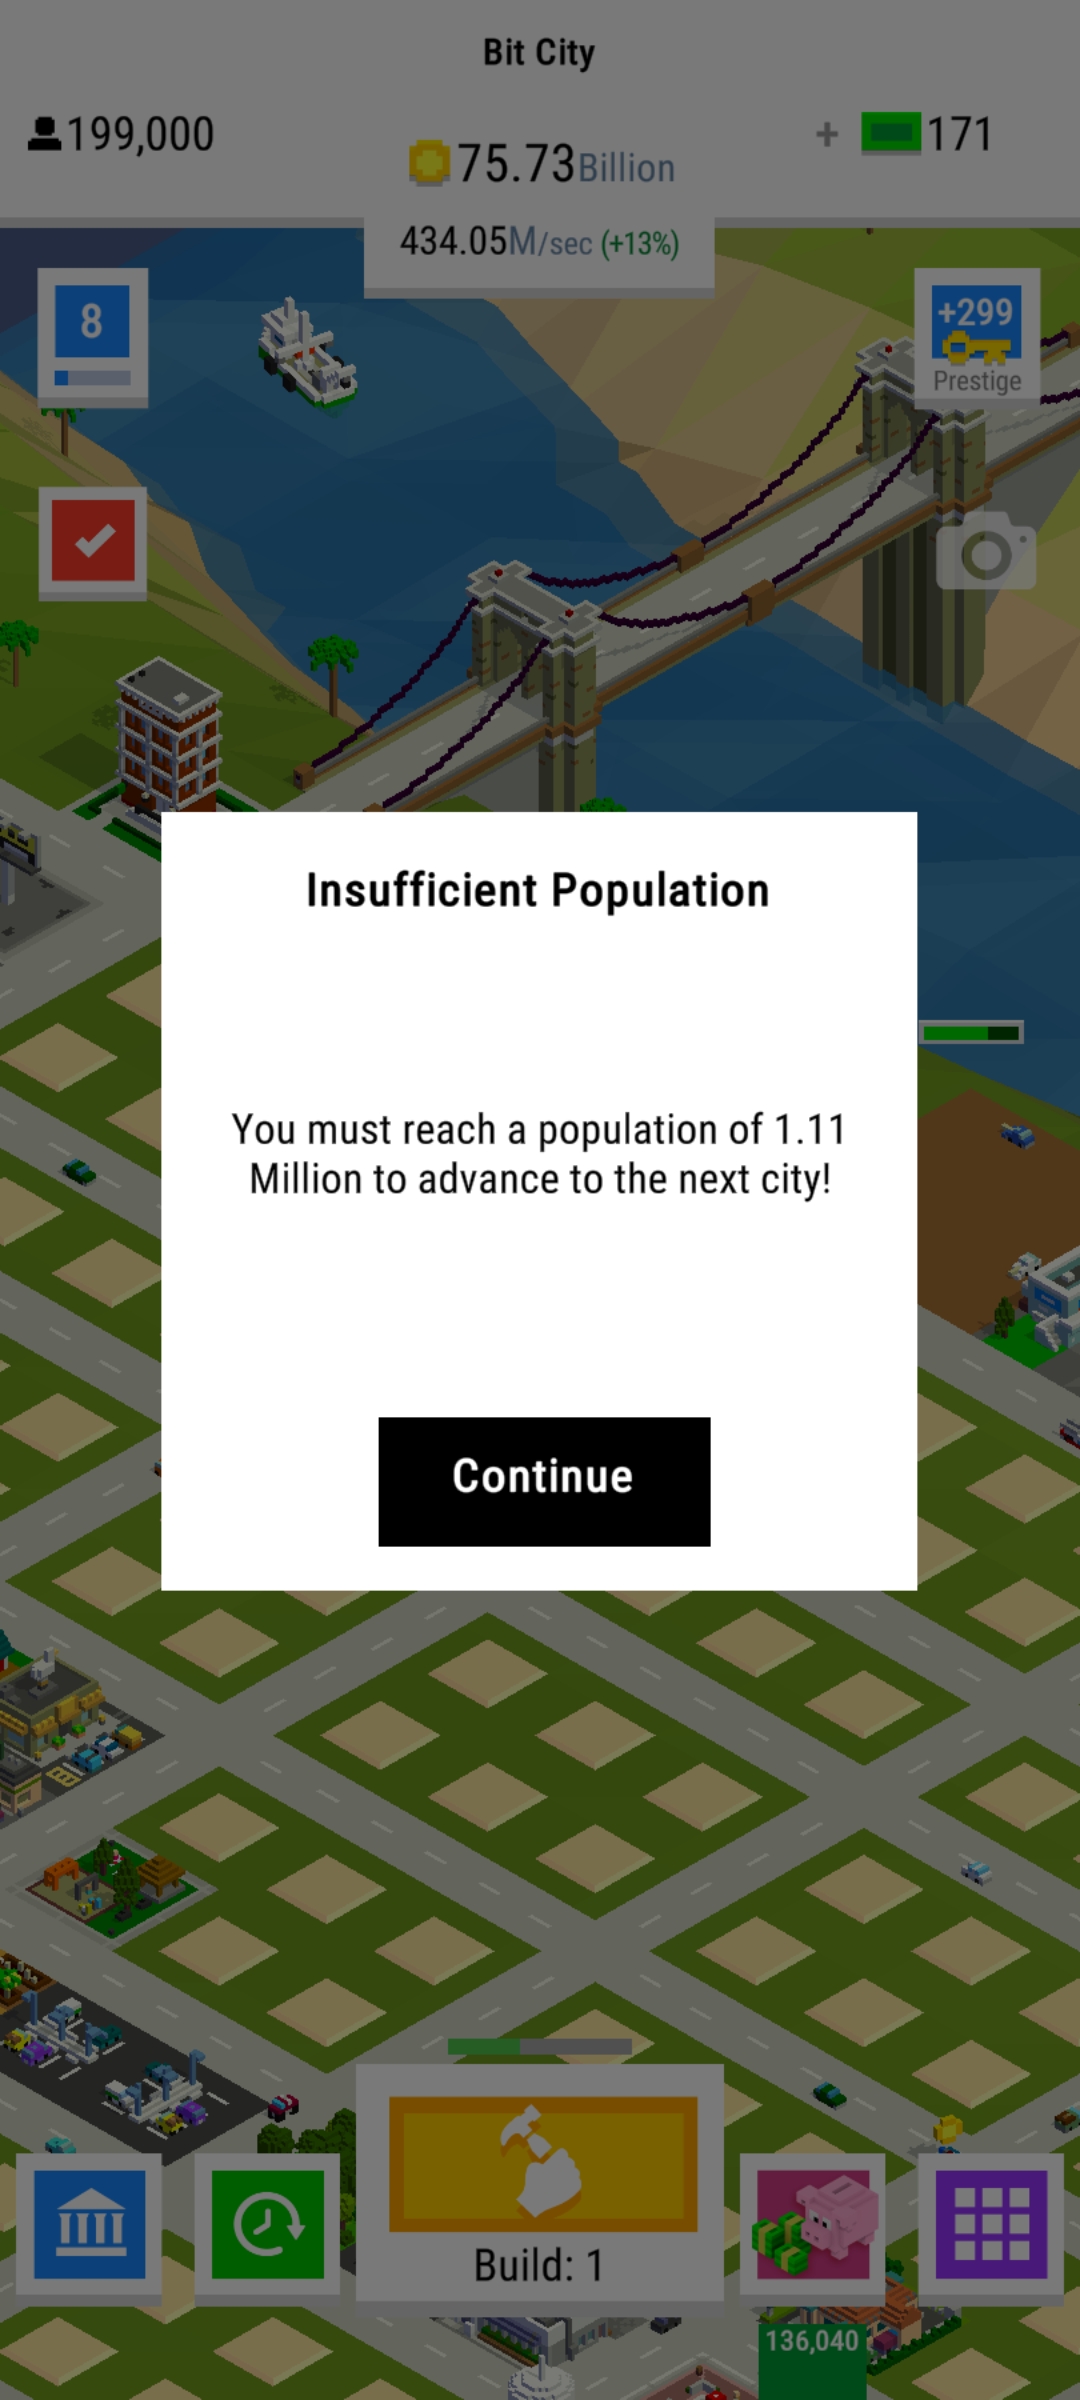 Bit City
199,000
75.73Billion
+ 171
434.05M/sec (+13%)
8
+299
Prestige
Insufficient Population
You must reach a population of 1.11
Million to advance to the next city!
Continue
Build: 1
136,040